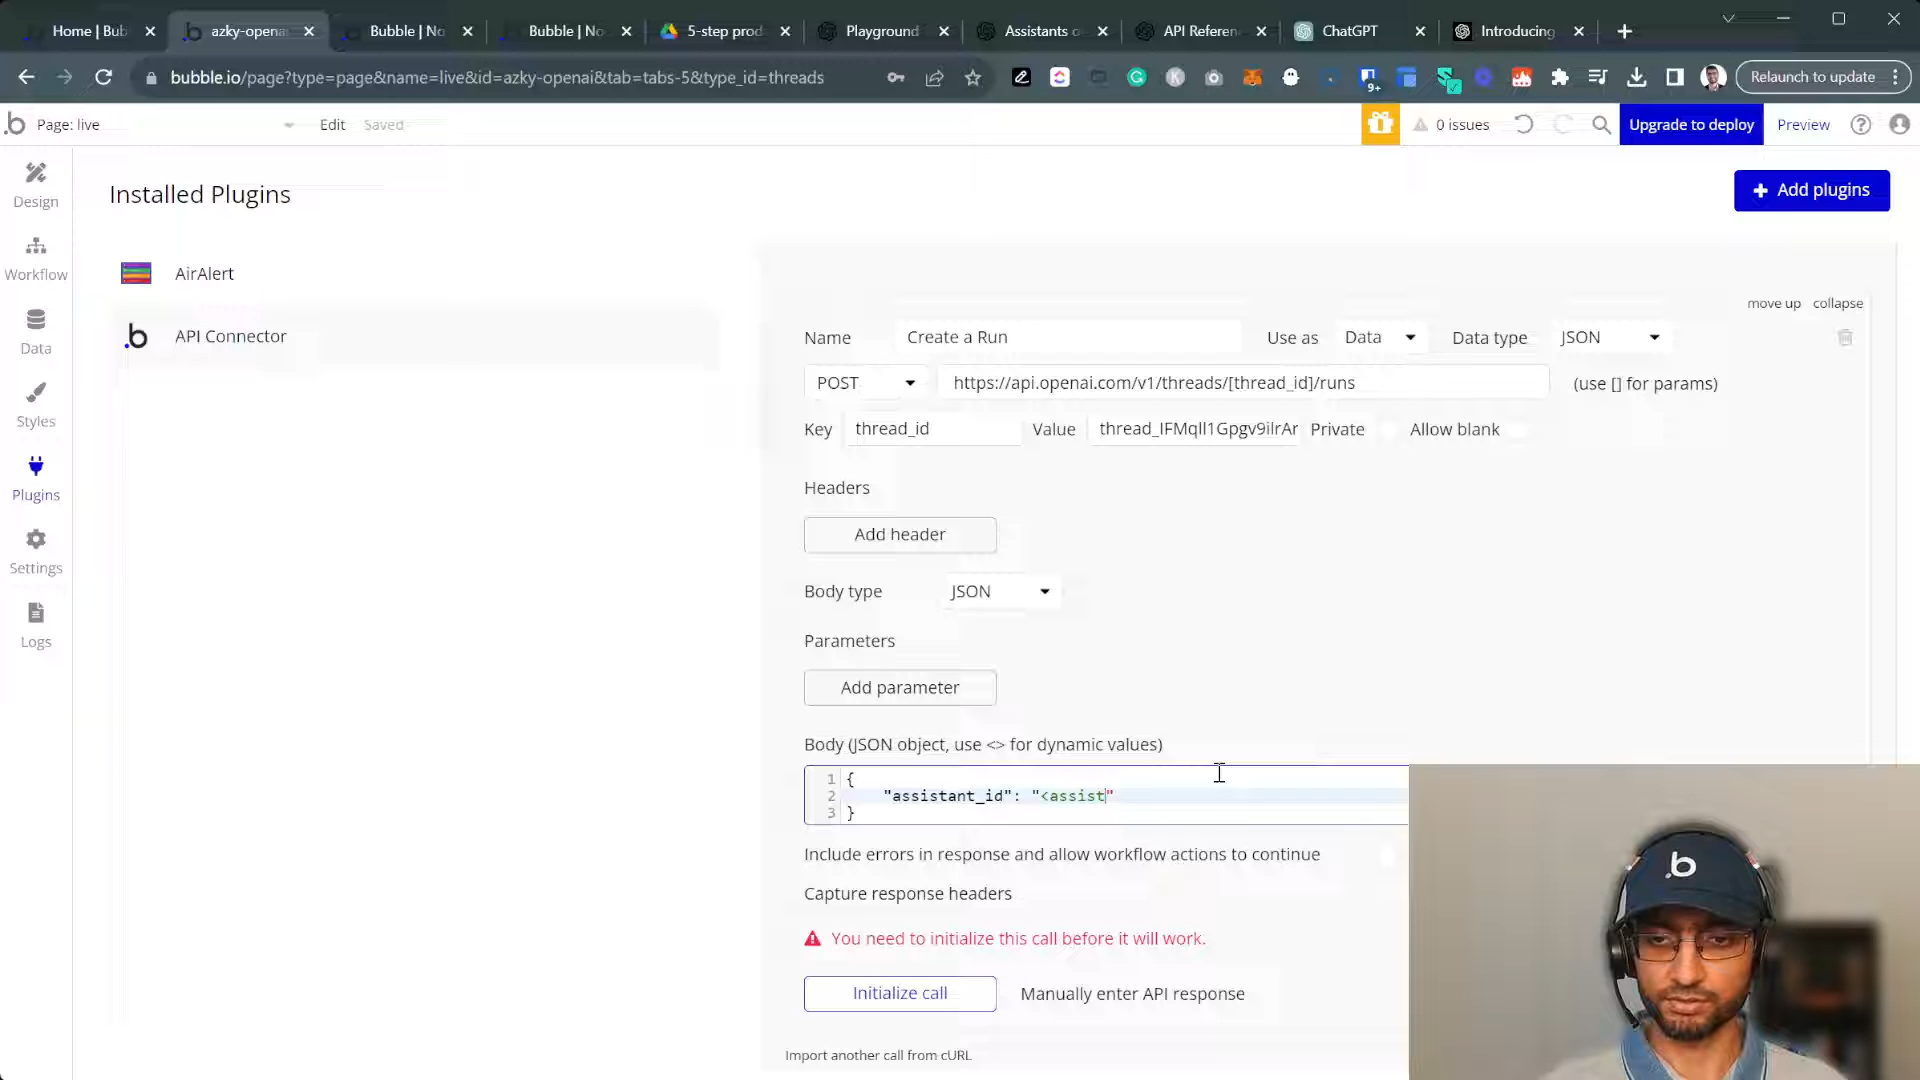 Home | Bub
azky-opena
Bubble | No
Bubble | No
5-step prod
Playground
Assistants o
API Referen
ChatGPT
Introducing
bubble.io/page?type=page&name=live&id=azky-openai&tab=tabs-5&type_id=threads
9+
Relaunch to update
Page: live
Edit
Saved
0 issues
Upgrade to deploy
Preview
Design
Workflow
Data
Styles
Plugins
Settings
Logs
Installed Plugins
Add plugins
AirAlert
API Connector
move up
collapse
Name
Create a Run
Use as
Data
Data type
JSON
POST
https://api.openai.com/v1/threads/[thread_id]/runs
(use [] for params)
Key
thread_id
Value
thread_IFMqll1Gpgv9iIrAr
Private
Allow blank
Headers
Add header
Body type
JSON
Parameters
Add parameter
Body (JSON object, use <> for dynamic values)
1 {
2 "assistant_id": "<assist"
3 }
Include errors in response and allow workflow actions to continue
Capture response headers
You need to initialize this call before it will work.
Initialize call
Manually enter API response
Import another call from cURL